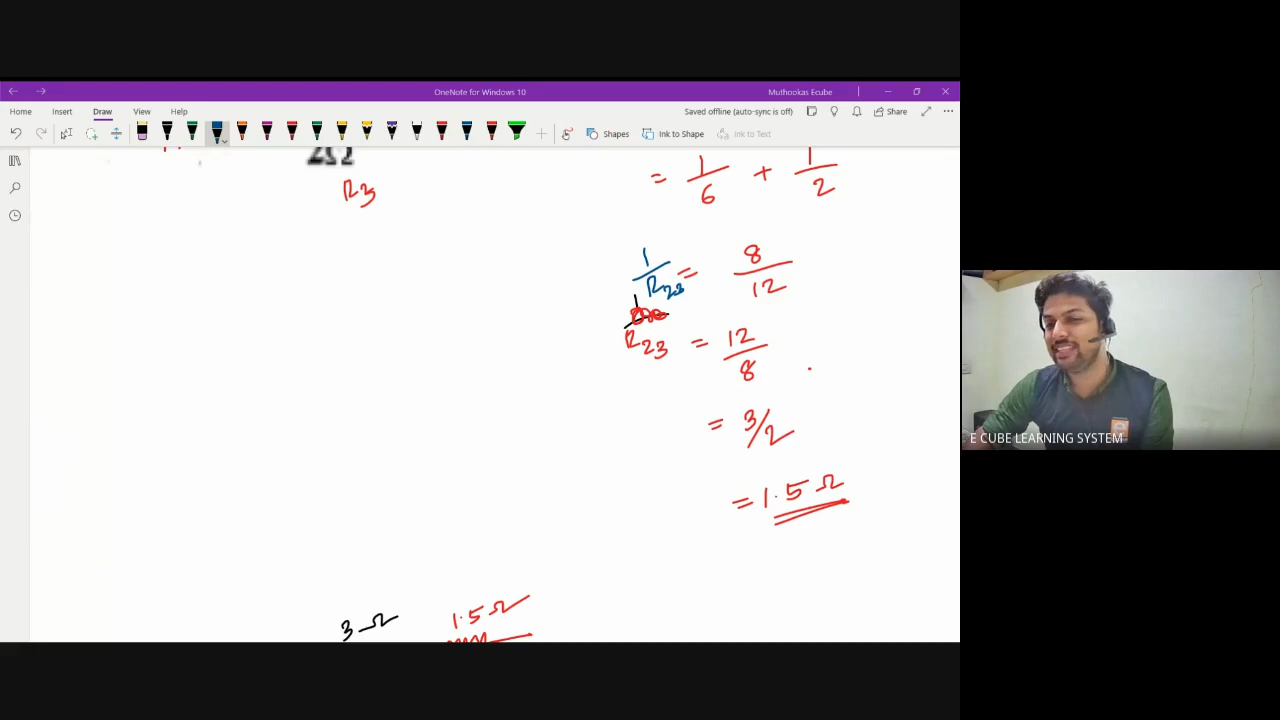 OneNote for Windows 10
Muthookas Ecube
Home Insert Draw View Help
Saved offline (auto-sync is off)
Share
Shapes
Ink to Shape
Ink to Text
2Ω
R3
= 1/6 + 1/2
1/R23 = 8/12
R23 = 12/8
= 3/2
= 1.5 Ω
3 Ω 1.5 Ω
E CUBE LEARNING SYSTEM